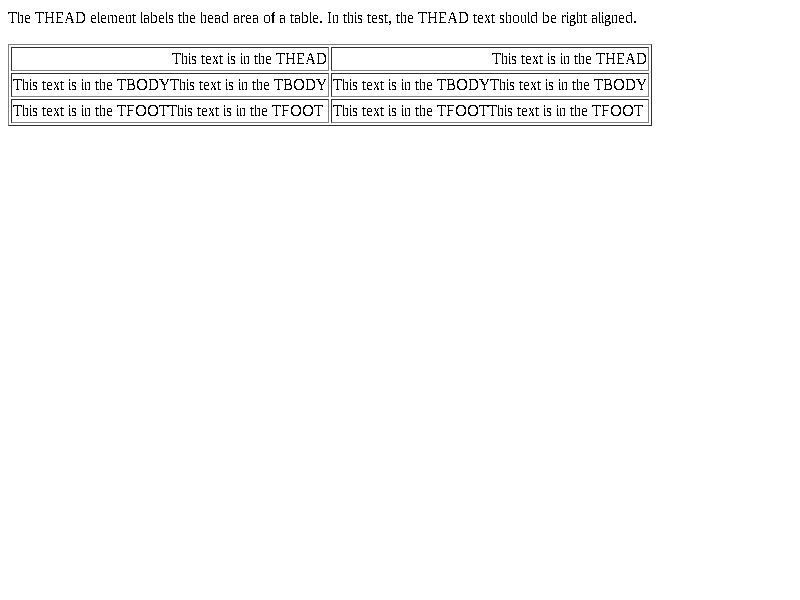 The THEAD element labels the head area of a table. In this test, the THEAD text should be right aligned.
This text is in the THEAD This text is in the THEAD
This text is in the TBODYThis text is in the TBODY This text is in the TBODYThis text is in the TBODY
This text is in the TFOOTThis text is in the TFOOT This text is in the TFOOTThis text is in the TFOOT